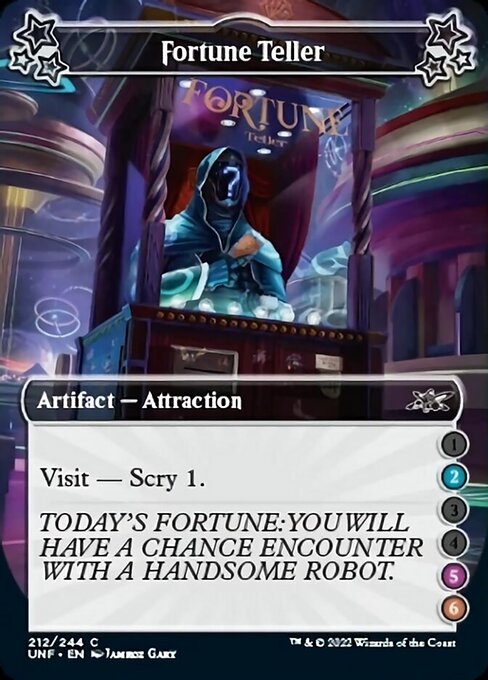 Fortune Teller
FORTUNE
Teller
?
Artifact — Attraction
1
2
3
4
5
6
Visit — Scry 1.
TODAY'S FORTUNE: YOU WILL
HAVE A CHANCE ENCOUNTER
WITH A HANDSOME ROBOT.
212/244 C
UNF • EN
™ & © 2022 Wizards of the Coast